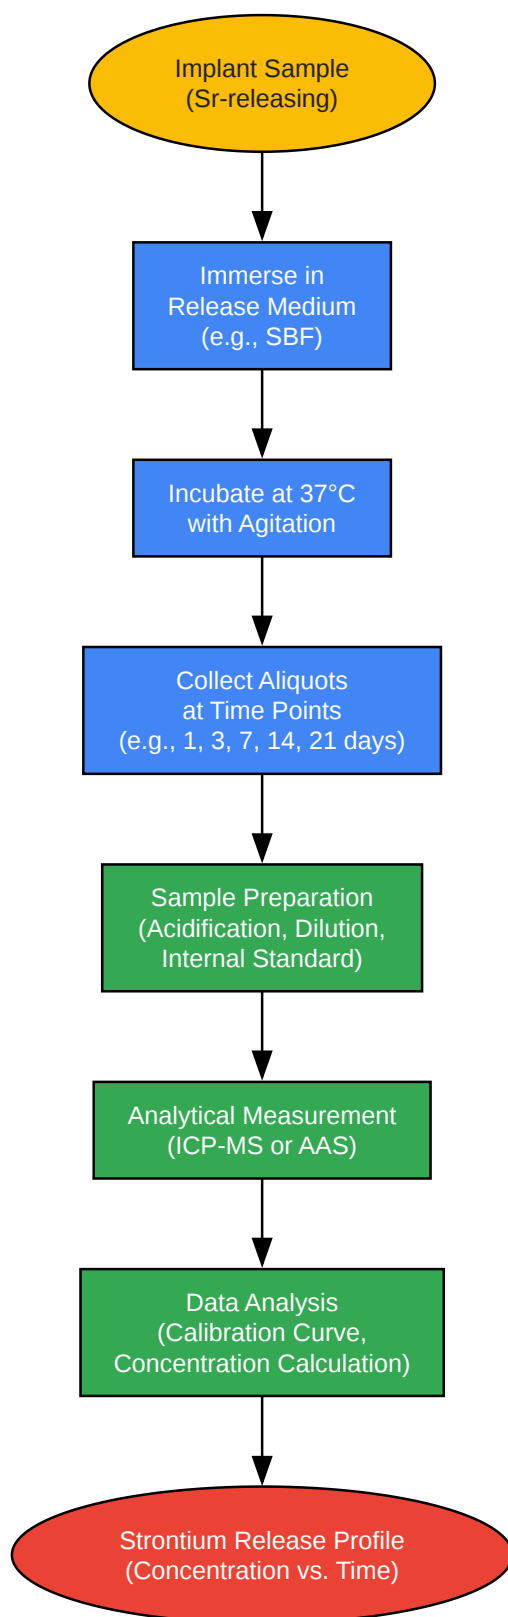 Implant Sample
(Sr-releasing)
Immerse in
Release Medium
(e.g., SBF)
Incubate at 37°C
with Agitation
Collect Aliquots
at Time Points
(e.g., 1, 3, 7, 14, 21 days)
Sample Preparation
(Acidification, Dilution,
Internal Standard)
Analytical Measurement
(ICP-MS or AAS)
Data Analysis
(Calibration Curve,
Concentration Calculation)
Strontium Release Profile
(Concentration vs. Time)